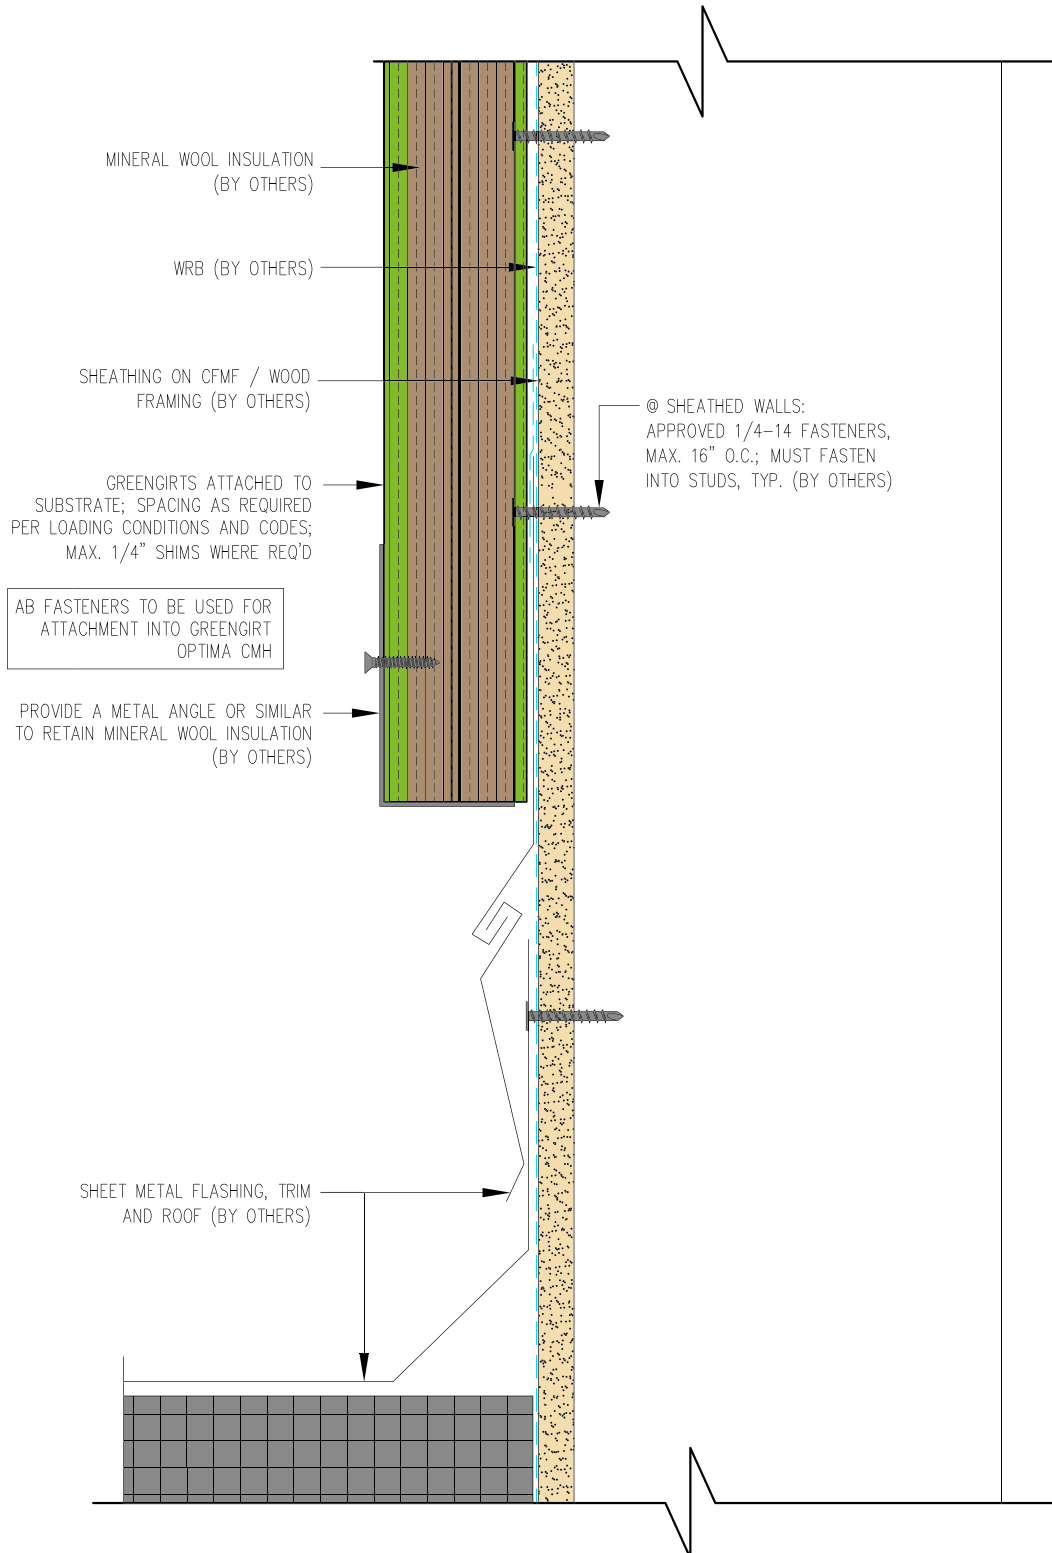 MINERAL WOOL INSULATION
(BY OTHERS)
WRB (BY OTHERS)
SHEATHING ON CFMF / WOOD
FRAMING (BY OTHERS)
@ SHEATHED WALLS:
APPROVED 1/4-14 FASTENERS,
MAX. 16" O.C.; MUST FASTEN
INTO STUDS, TYP. (BY OTHERS)
GREENGIRTS ATTACHED TO
SUBSTRATE; SPACING AS REQUIRED
PER LOADING CONDITIONS AND CODES;
MAX. 1/4" SHIMS WHERE REQ'D
AB FASTENERS TO BE USED FOR
ATTACHMENT INTO GREENGIRT
OPTIMA CMH
PROVIDE A METAL ANGLE OR SIMILAR
TO RETAIN MINERAL WOOL INSULATION
(BY OTHERS)
SHEET METAL FLASHING, TRIM
AND ROOF (BY OTHERS)